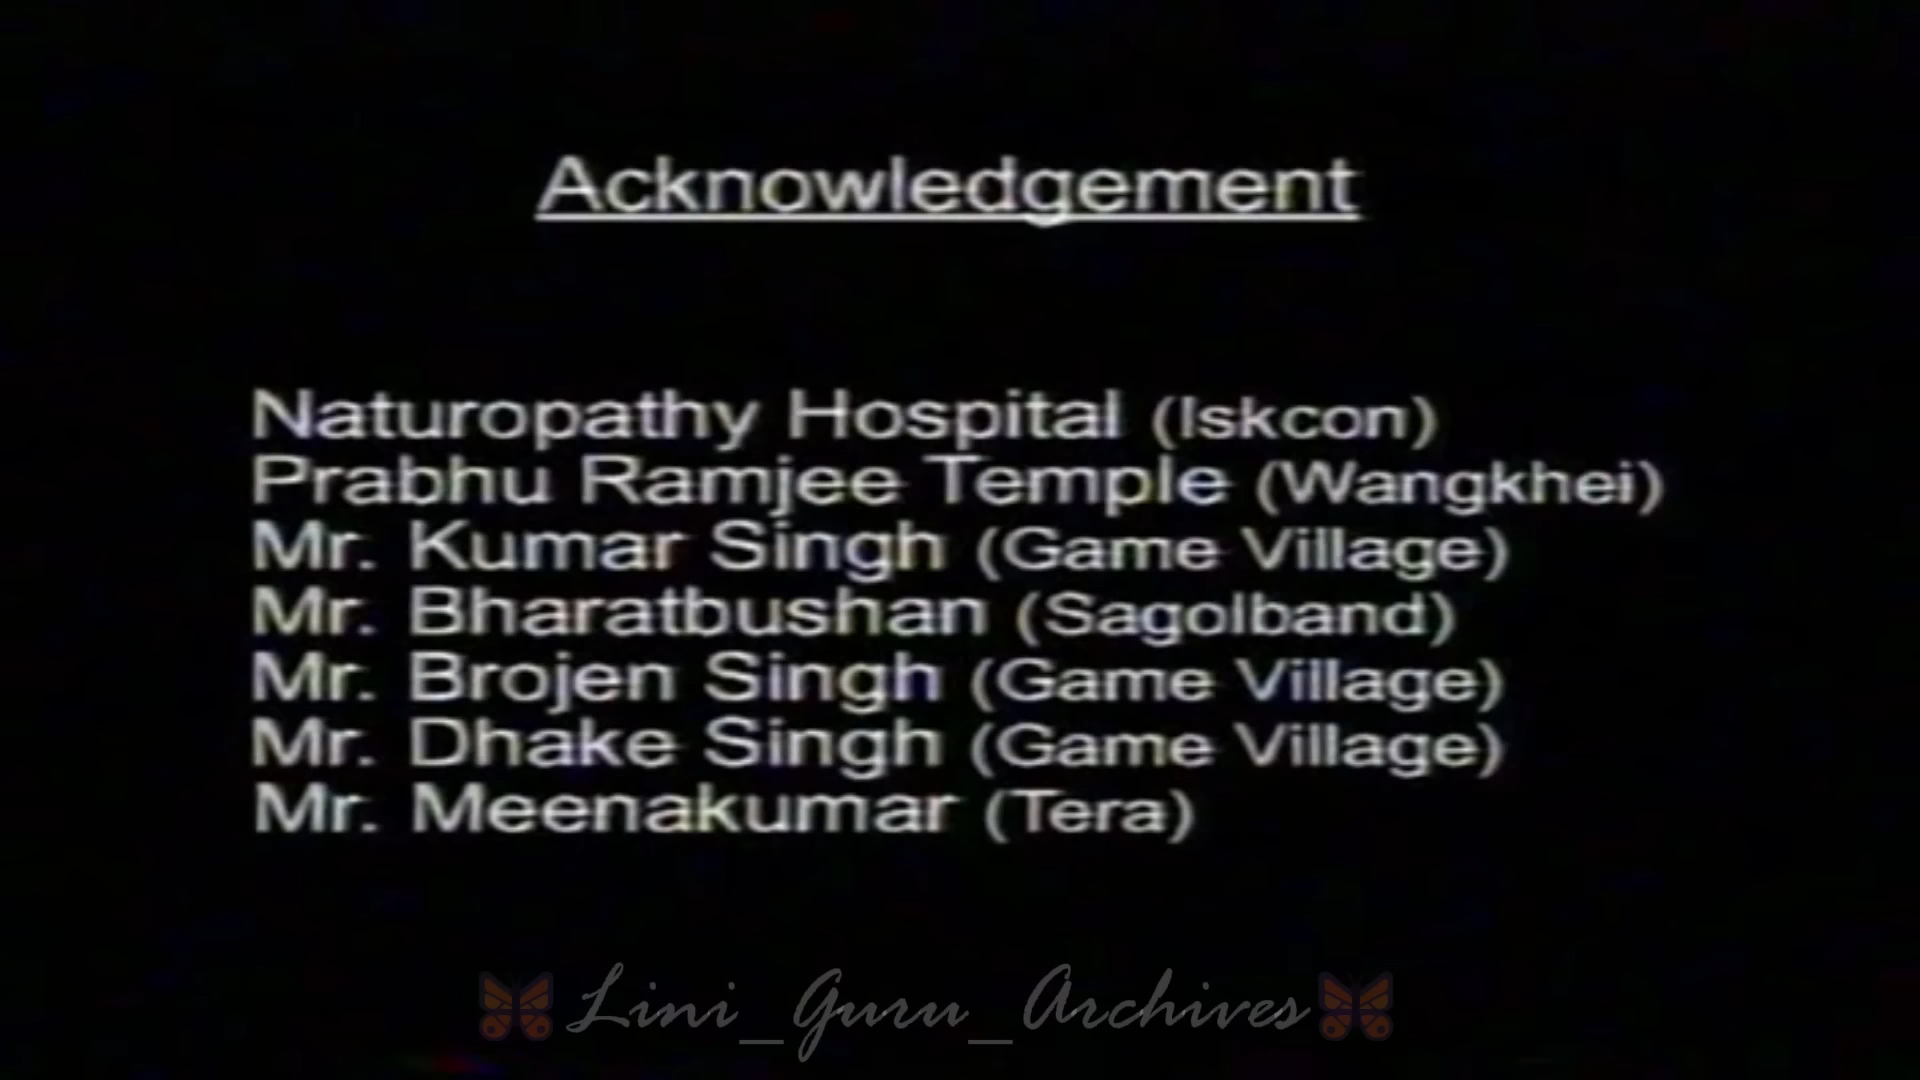 Acknowledgement
Naturopathy Hospital (Iskcon)
Prabhu Ramjee Temple (Wangkhei)
Mr. Kumar Singh (Game Village)
Mr. Bharatbushan (Sagolband)
Mr. Brojen Singh (Game Village)
Mr. Dhake Singh (Game Village)
Mr. Meenakumar (Tera)
Lini_Guru_Archives